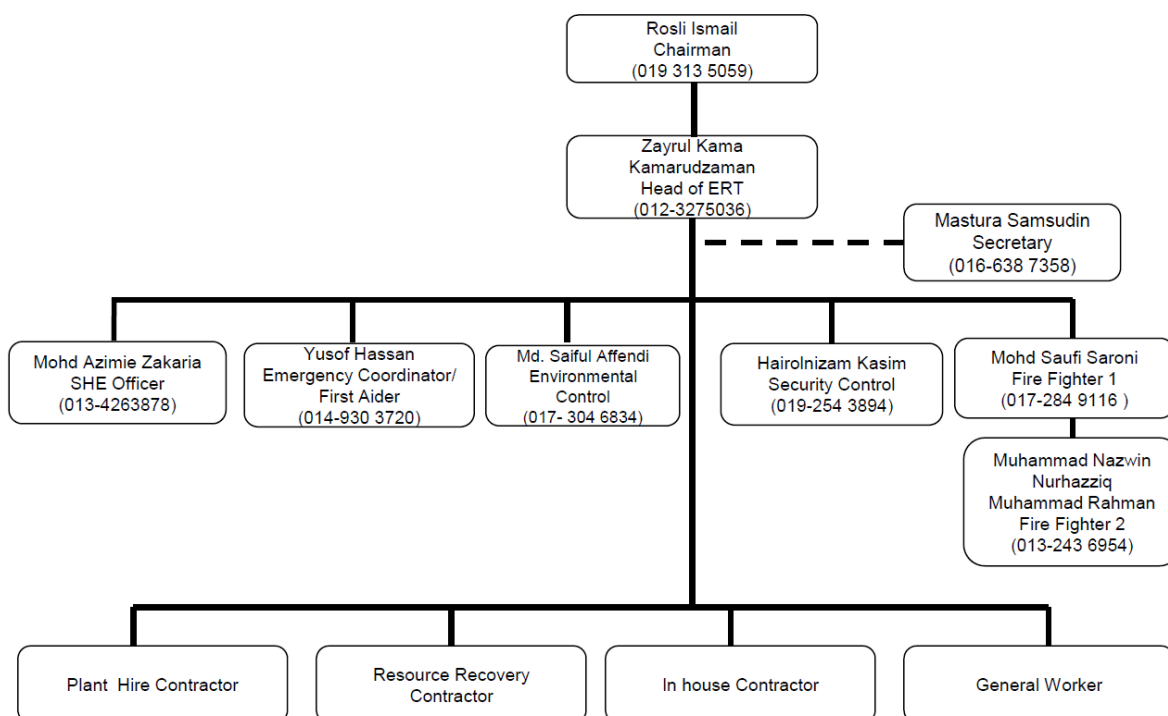 Rosli Ismail
Chairman
(019 313 5059)
Zayrul Kama
Kamarudzaman
Head of ERT
(012-3275036)
Mastura Samsudin
Secretary
(016-638 7358)
Mohd Azimie Zakaria
SHE Officer
(013-4263878)
Yusof Hassan
Emergency Coordinator/
First Aider
(014-930 3720)
Md. Saiful Affendi
Environmental
Control
(017- 304 6834)
Hairolnizam Kasim
Security Control
(019-254 3894)
Mohd Saufi Saroni
Fire Fighter 1
(017-284 9116 )
Muhammad Nazwin
Nurhazziq
Muhammad Rahman
Fire Fighter 2
(013-243 6954)
Plant  Hire Contractor
Resource Recovery
Contractor
In house Contractor
General Worker